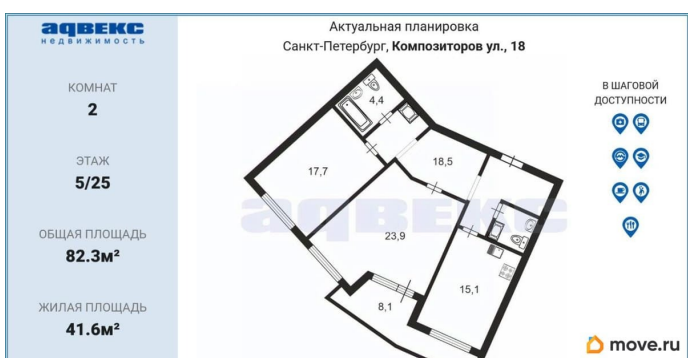 адвекс
недвижимость
КОМНАТ
2
ЭТАЖ
5/25
ОБЩАЯ ПЛОЩАДЬ
82.3м²
ЖИЛАЯ ПЛОЩАДЬ
41.6м²
Актуальная планировка
Санкт-Петербург, Композиторов ул., 18
4,4
17,7
18,5
23,9
15,1
8,1
адвекс
В ШАГОВОЙ
ДОСТУПНОСТИ
move.ru